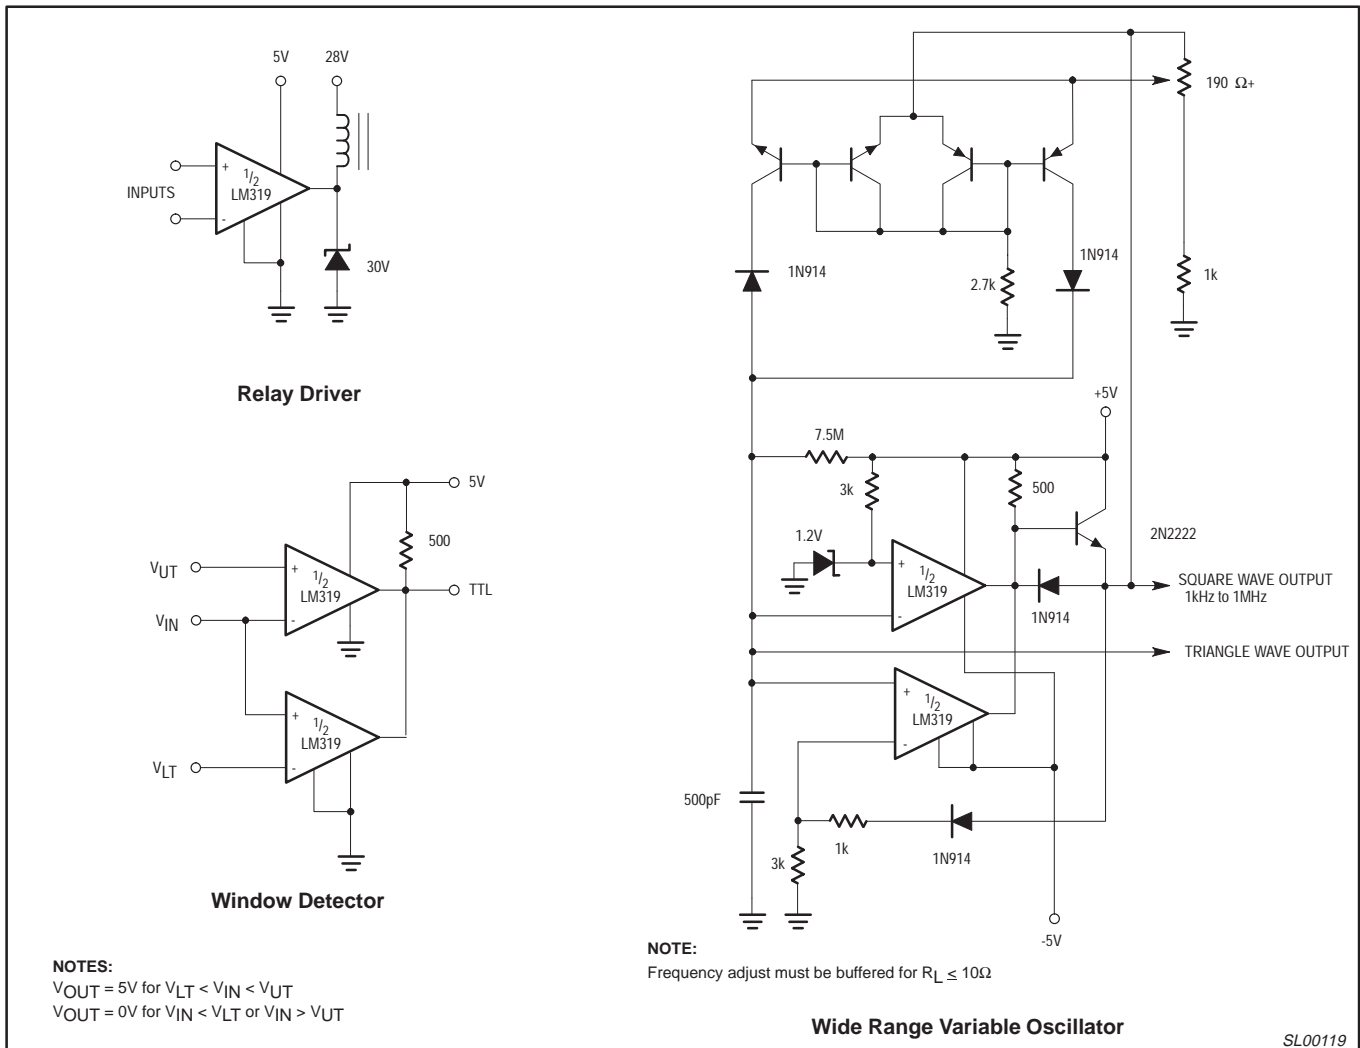 5V
28V
+
1/2
LM319
-
INPUTS
30V
Relay Driver
5V
500
VUT
+
1/2
LM319
-
TTL
VIN
+
1/2
LM319
-
VLT
Window Detector
NOTES:
VOUT = 5V for VLT < VIN < VUT
VOUT = 0V for VIN < VLT or VIN > VUT
190 Ω+
1N914
2.7k
1N914
1k
+5V
7.5M
3k
500
1.2V
2N2222
+
1/2
LM319
-
1N914
SQUARE WAVE OUTPUT
1kHz to 1MHz
TRIANGLE WAVE OUTPUT
+
1/2
LM319
-
500pF
1k
1N914
3k
-5V
NOTE:
Frequency adjust must be buffered for RL ≤ 10Ω
Wide Range Variable Oscillator
SL00119